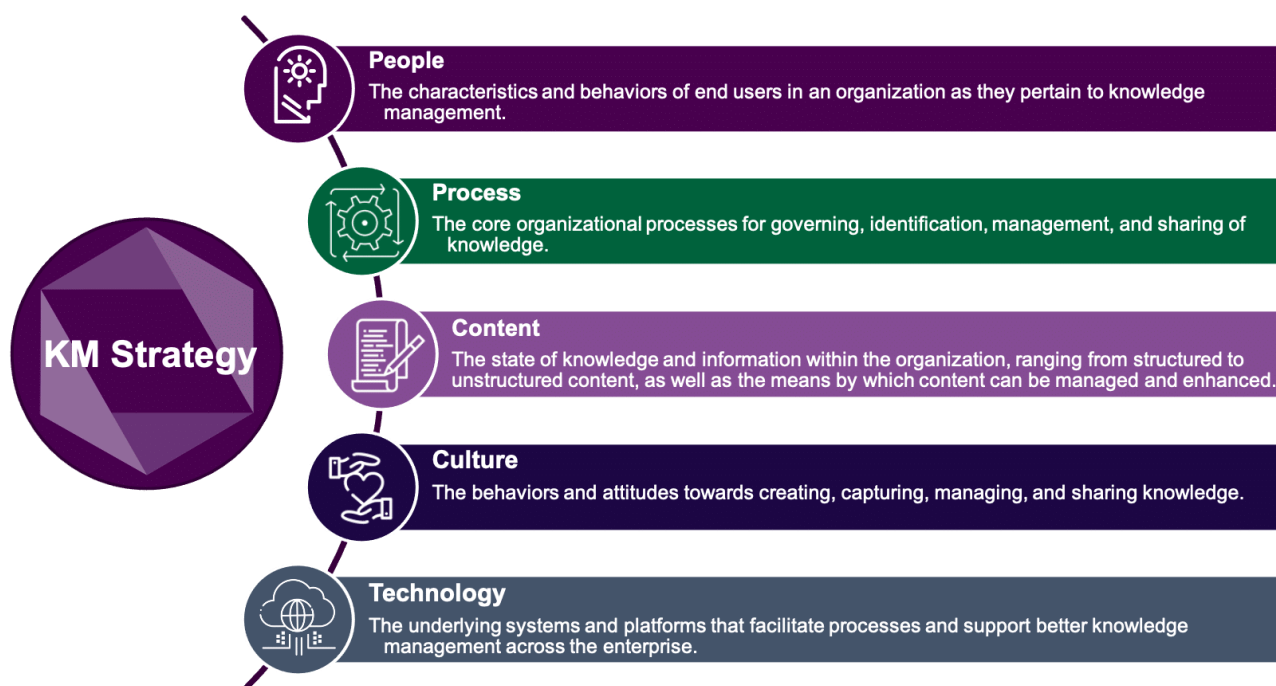 People
The characteristics and behaviors of end users in an organization as they pertain to knowledge
management.
Process
The core organizational processes for governing, identification, management, and sharing of
knowledge.
KM Strategy
Content
The state of knowledge and information within the organization, ranging from structured to
unstructured content, as well as the means by which content can be managed and enhanced.
Culture
The behaviors and attitudes towards creating, capturing, managing, and sharing knowledge.
Technology
The underlying systems and platforms that facilitate processes and support better knowledge
management across the enterprise.